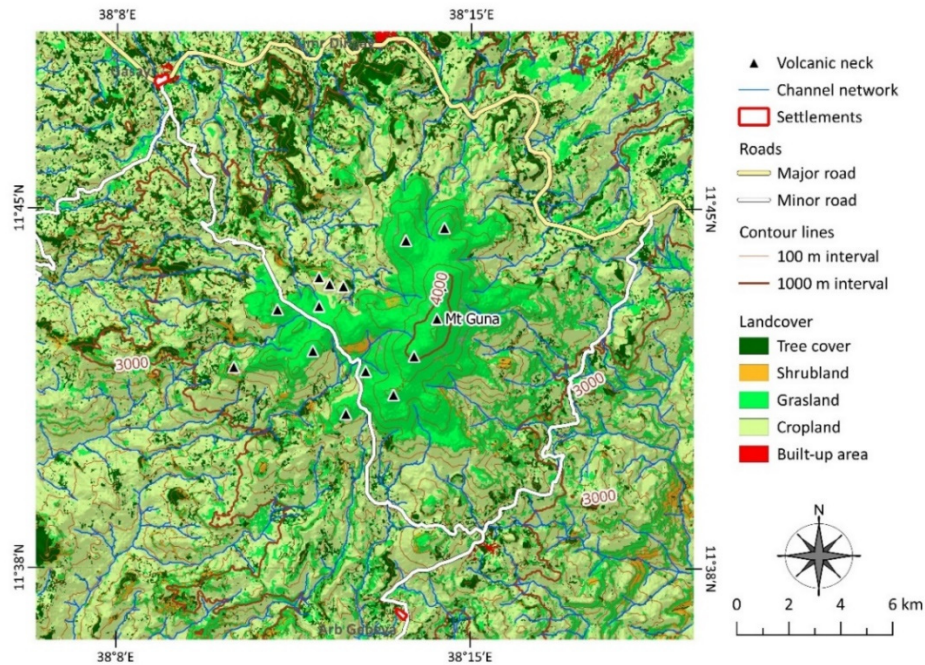 38°8'E
38°15'E
11°45'N
11°45'N
4000
Mt Guna
3000
3000
3000
11°38'N
11°38'N
38°8'E
38°15'E
Volcanic neck
Channel network
Settlements
Roads
Major road
Minor road
Contour lines
100 m interval
1000 m interval
Landcover
Tree cover
Shrubland
Grasland
Cropland
Built-up area
N
0 2 4 6 km